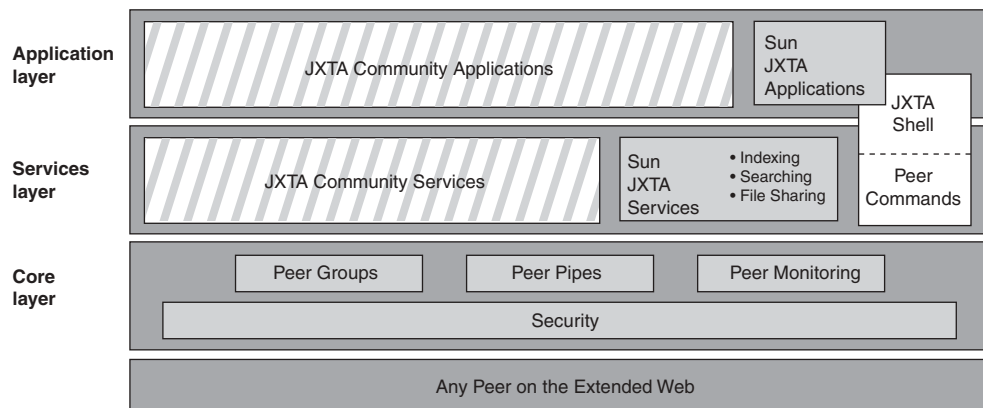 Application
layer
JXTA Community Applications
Sun
JXTA
Applications
JXTA
Shell
Services
layer
JXTA Community Services
Sun
JXTA
Services
• Indexing
• Searching
• File Sharing
Peer
Commands
Core
layer
Peer Groups
Peer Pipes
Peer Monitoring
Security
Any Peer on the Extended Web